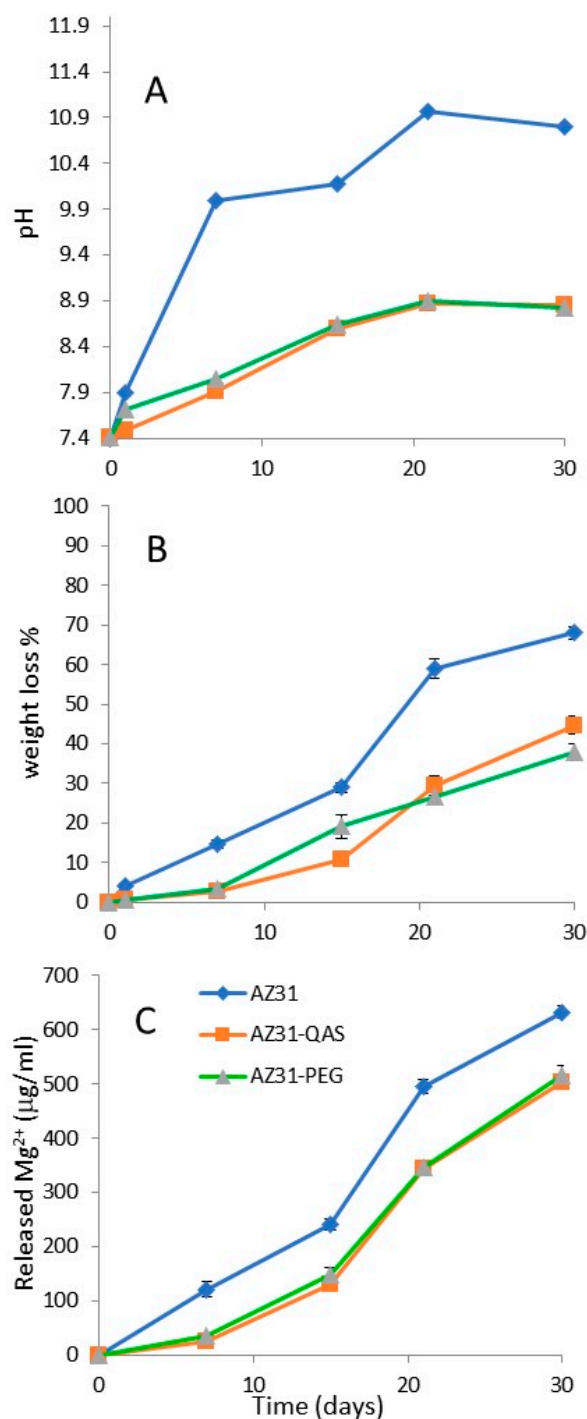 11.9
11.4
10.9
10.4
9.9
9.4
8.9
8.4
7.9
7.4
pH
A
0 10 20 30
100
90
80
70
60
50
40
30
20
10
0
weight loss %
B
0 10 20 30
700
600
500
400
300
200
100
0
Released Mg²⁺ (µg/ml)
C
AZ31
AZ31-QAS
AZ31-PEG
0 10 20 30
Time (days)